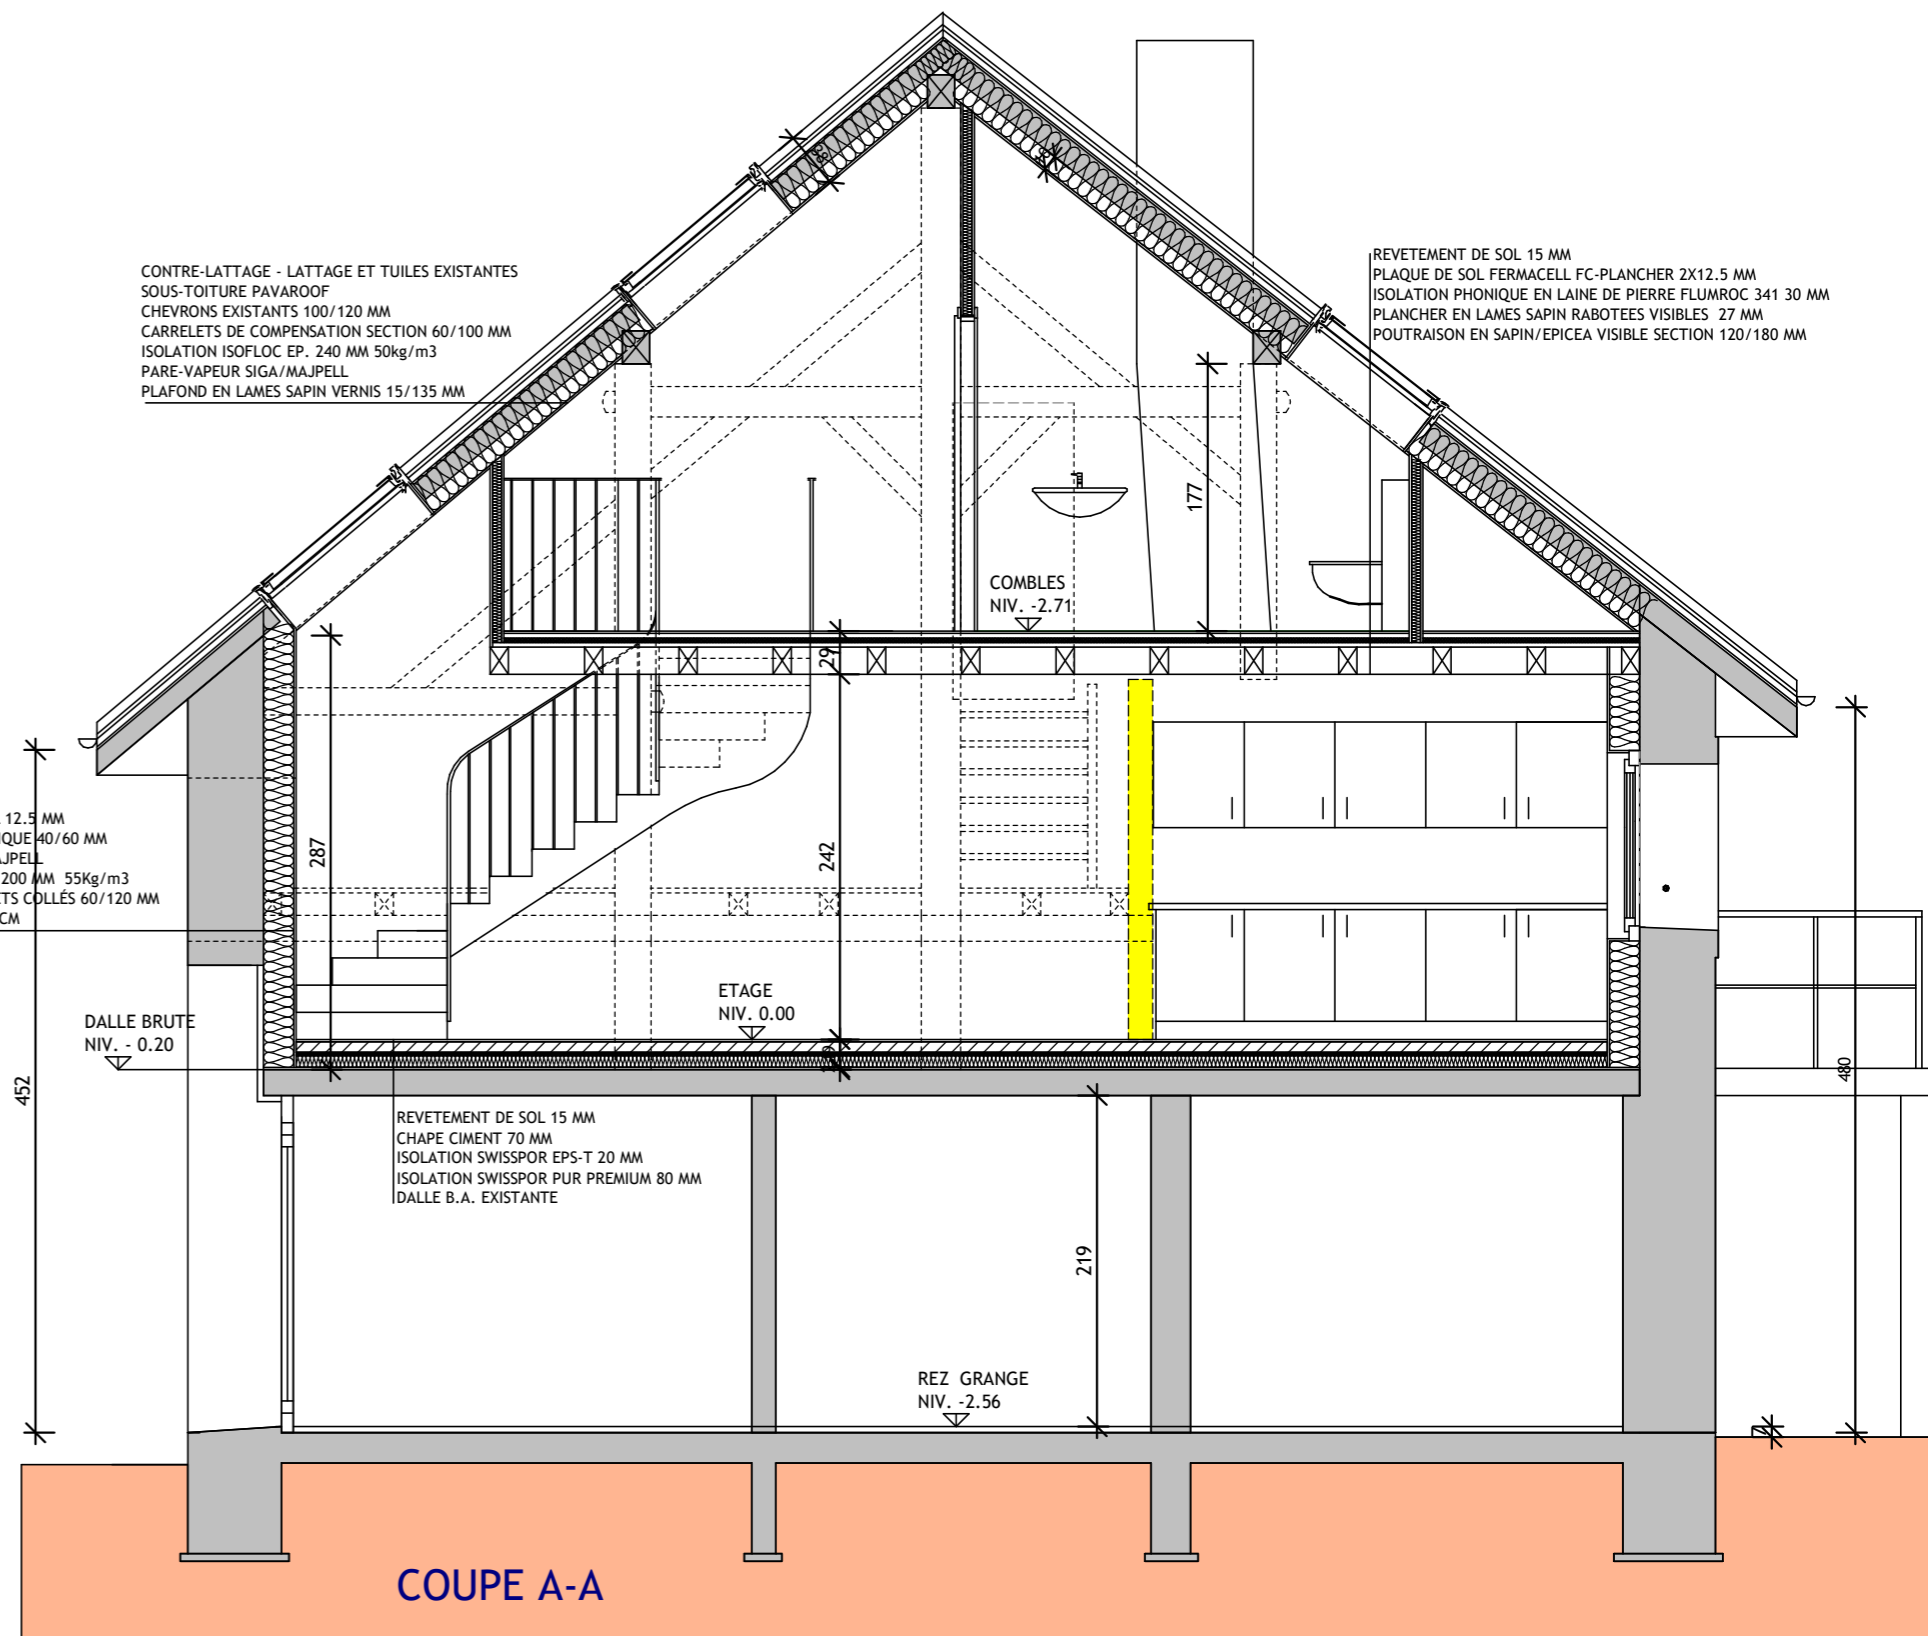 CONTRE-LATTAGE - LATTAGE ET TUILES EXISTANTES
SOUS-TOITURE PAVAROOF
CHEVRONS EXISTANTS 100/120 MM
CARRELETS DE COMPENSATION SECTION 60/100 MM
ISOLATION ISOFLOC EP. 240 MM 50kg/m3
PARE-VAPEUR SIGA/MAJPELL
PLAFOND EN LAMES SAPIN VERNIS 15/135 MM
REVETEMENT DE SOL 15 MM
PLAQUE DE SOL FERMACELL FC-PLANCHER 2X12.5 MM
ISOLATION PHONIQUE EN LAINE DE PIERRE FLUMROC 341 30 MM
PLANCHER EN LAMES SAPIN RABOTEES VISIBLES 27 MM
POUTRAISON EN SAPIN/EPICEA VISIBLE SECTION 120/180 MM
177
COMBLES
NIV. -2.71
29
12.5 MM
IQUE 40/60 MM
AJPELL
200 MM 55Kg/m3
ETS COLLÉS 60/120 MM
CM
287
242
ETAGE
NIV. 0.00
DALLE BRUTE
NIV. - 0.20
452
480
REVETEMENT DE SOL 15 MM
CHAPE CIMENT 70 MM
ISOLATION SWISSPOR EPS-T 20 MM
ISOLATION SWISSPOR PUR PREMIUM 80 MM
DALLE B.A. EXISTANTE
219
REZ GRANGE
NIV. -2.56
COUPE A-A